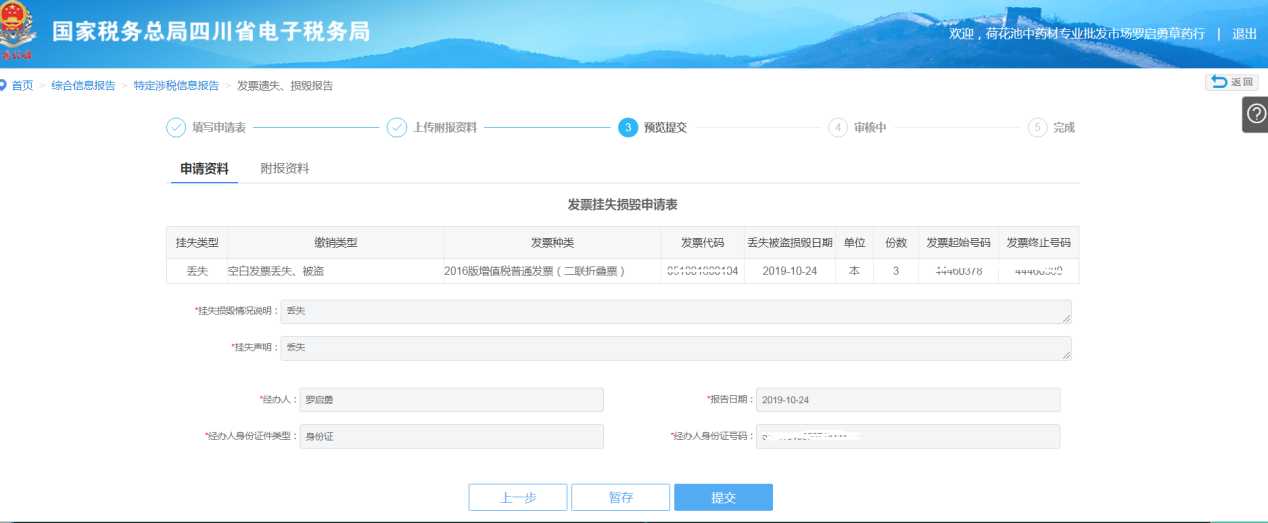 国家税务总局四川省电子税务局
欢迎，荷花池中药材专业批发市场罗启勇草药行 | 退出
首页 > 综合信息报告 > 特定涉税信息报告 > 发票遗失、损毁报告
返回
填写申请表 上传附报资料 3 预览提交 4 审核中 5 完成
申请资料 附报资料
发票挂失损毁申请表
挂失类型 缴销类型 发票种类 发票代码 丢失被盗损毁日期 单位 份数 发票起始号码 发票终止号码
丢失 空白发票丢失、被盗 2016版增值税普通发票（二联折叠票） 2019-10-24 本 3
*挂失损毁情况说明： 丢失
*挂失声明： 丢失
*经办人： 罗启勇 *报告日期： 2019-10-24
*经办人身份证件类型： 身份证 *经办人身份证号码：
上一步 暂存 提交